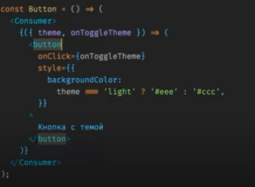 const Button = () => (
<Consumer>
{({ theme, onToggleTheme }) => (
<button
onClick={onToggleTheme}
style={{
backgroundColor:
theme === 'light' ? '#eee' : '#ccc',
}}
>
Кнопка с темой
</button>
)}
</Consumer>
);